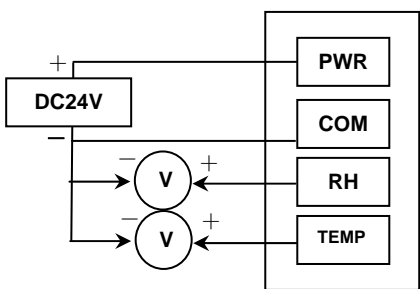 + PWR
DC24V
COM
−
− V + RH
− V + TEMP